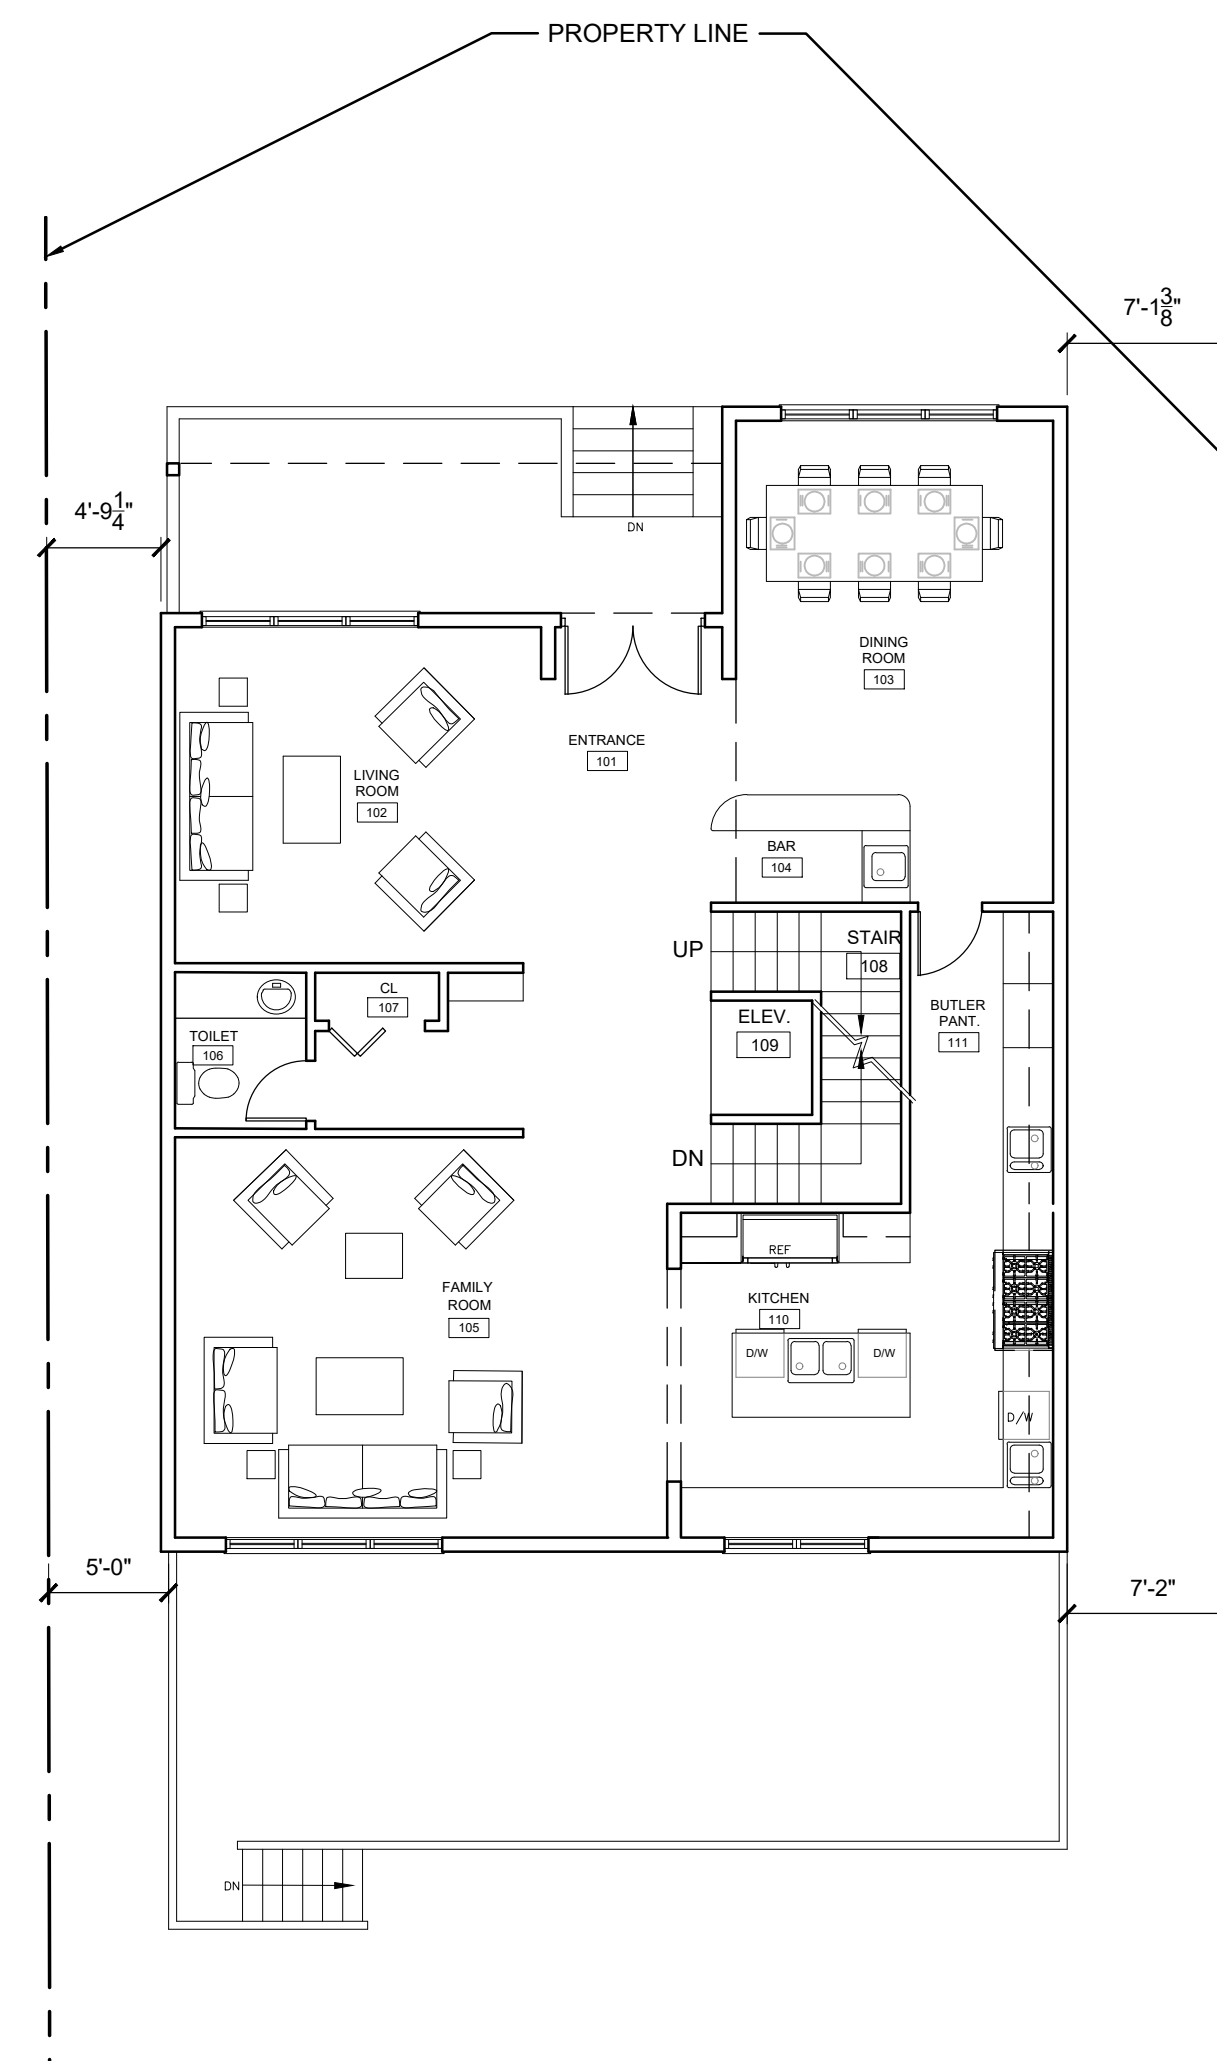 PROPERTY LINE
7'-1 3/8"
4'-9 1/4"
DN
DINING
ROOM
103
ENTRANCE
101
LIVING
ROOM
102
BAR
104
UP
STAIR
108
CL
107
BUTLER
PANT.
111
ELEV.
109
TOILET
106
DN
REF
FAMILY
ROOM
105
KITCHEN
110
D/W
D/W
D/W
5'-0"
7'-2"
DN